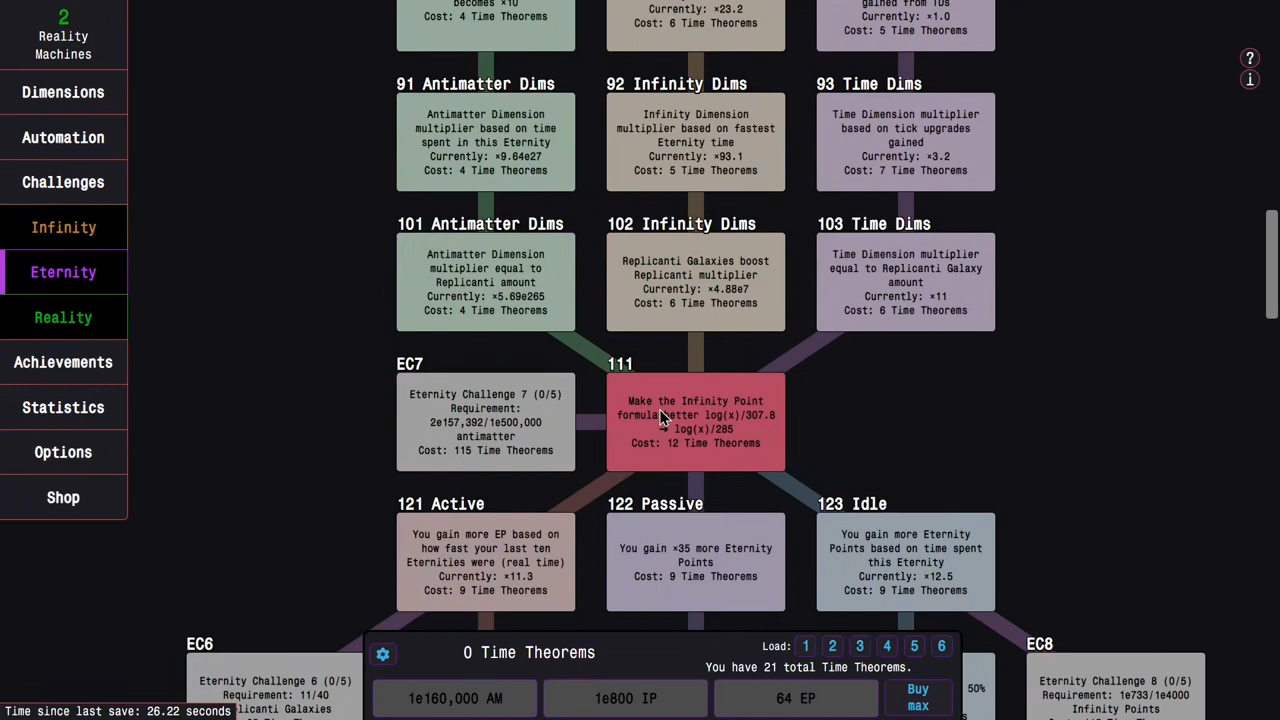 2
Reality
Machines
Dimensions
Automation
Challenges
Infinity
Eternity
Reality
Achievements
Statistics
Options
Shop
?
i
becomes ×10
Cost: 4 Time Theorems
Currently: ×23.2
Cost: 6 Time Theorems
gained from TDs
Currently: ×1.0
Cost: 5 Time Theorems
91 Antimatter Dims
Antimatter Dimension
multiplier based on time
spent in this Eternity
Currently: ×9.64e27
Cost: 4 Time Theorems
92 Infinity Dims
Infinity Dimension
multiplier based on fastest
Eternity time
Currently: ×93.1
Cost: 5 Time Theorems
93 Time Dims
Time Dimension multiplier
based on tick upgrades
gained
Currently: ×3.2
Cost: 7 Time Theorems
101 Antimatter Dims
Antimatter Dimension
multiplier equal to
Replicanti amount
Currently: ×5.69e265
Cost: 4 Time Theorems
102 Infinity Dims
Replicanti Galaxies boost
Replicanti multiplier
Currently: ×4.88e7
Cost: 6 Time Theorems
103 Time Dims
Time Dimension multiplier
equal to Replicanti Galaxy
amount
Currently: ×11
Cost: 6 Time Theorems
EC7
Eternity Challenge 7 (0/5)
Requirement:
2e157,392/1e500,000
antimatter
Cost: 115 Time Theorems
111
Make the Infinity Point
formula better log(x)/307.8
→ log(x)/285
Cost: 12 Time Theorems
121 Active
You gain more EP based on
how fast your last ten
Eternities were (real time)
Currently: ×11.3
Cost: 9 Time Theorems
122 Passive
You gain ×35 more Eternity
Points
Cost: 9 Time Theorems
123 Idle
You gain more Eternity
Points based on time spent
this Eternity
Currently: ×12.5
Cost: 9 Time Theorems
EC6
Eternity Challenge 6 (0/5)
Requirement: 11/40
EC8
Eternity Challenge 8 (0/5)
Requirement: 1e733/1e4000
Infinity Points
50%
0 Time Theorems
Load: 1 2 3 4 5 6
You have 21 total Time Theorems.
1e160,000 AM
1e800 IP
64 EP
Buy
max
Time since last save: 26.22 seconds